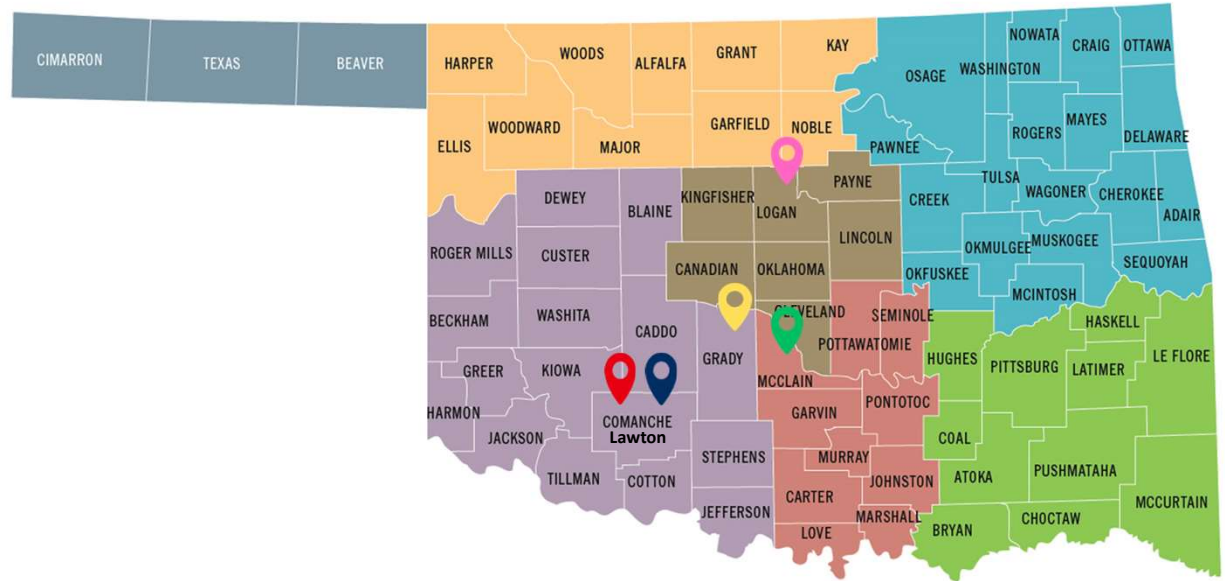 CIMARRON
TEXAS
BEAVER
HARPER
WOODS
ALFALFA
GRANT
KAY
OSAGE
WASHINGTON
NOWATA
CRAIG
OTTAWA
ELLIS
WOODWARD
MAJOR
GARFIELD
NOBLE
PAWNEE
ROGERS
MAYES
DELAWARE
DEWEY
BLAINE
KINGFISHER
LOGAN
PAYNE
CREEK
TULSA
WAGONER
CHEROKEE
ADAIR
ROGER MILLS
CUSTER
CANADIAN
OKLAHOMA
LINCOLN
OKMULGEE
MUSKOGEE
SEQUOYAH
OKFUSKEE
MCINTOSH
BECKHAM
WASHITA
CADDO
GRADY
CLEVELAND
POTTAWATOMIE
SEMINOLE
HUGHES
PITTSBURG
HASKELL
LATIMER
LE FLORE
GREER
KIOWA
MCCLAIN
HARMON
JACKSON
COMANCHE
Lawton
GARVIN
PONTOTOC
COAL
TILLMAN
COTTON
STEPHENS
MURRAY
JOHNSTON
ATOKA
PUSHMATAHA
MCCURTAIN
JEFFERSON
CARTER
LOVE
MARSHALL
BRYAN
CHOCTAW